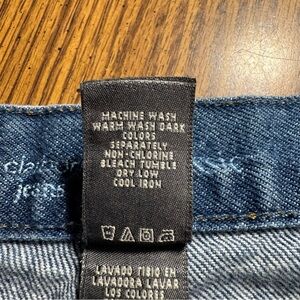 MACHINE WASH
WARM WASH DARK
COLORS
SEPARATELY
NON-CHLORINE
BLEACH TUMBLE
DRY LOW
COOL IRON
jeans
LAVADO TIBIO EN
LAVADORA LAVAR
LOS COLORES